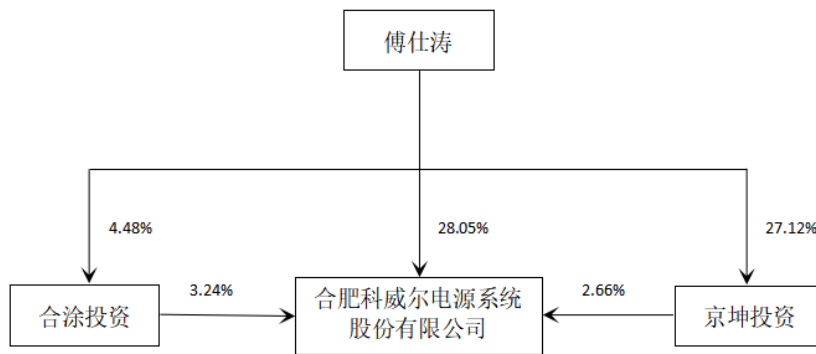 傅仕涛
4.48%
28.05%
27.12%
3.24%
2.66%
合涂投资
合肥科威尔电源系统
股份有限公司
京坤投资